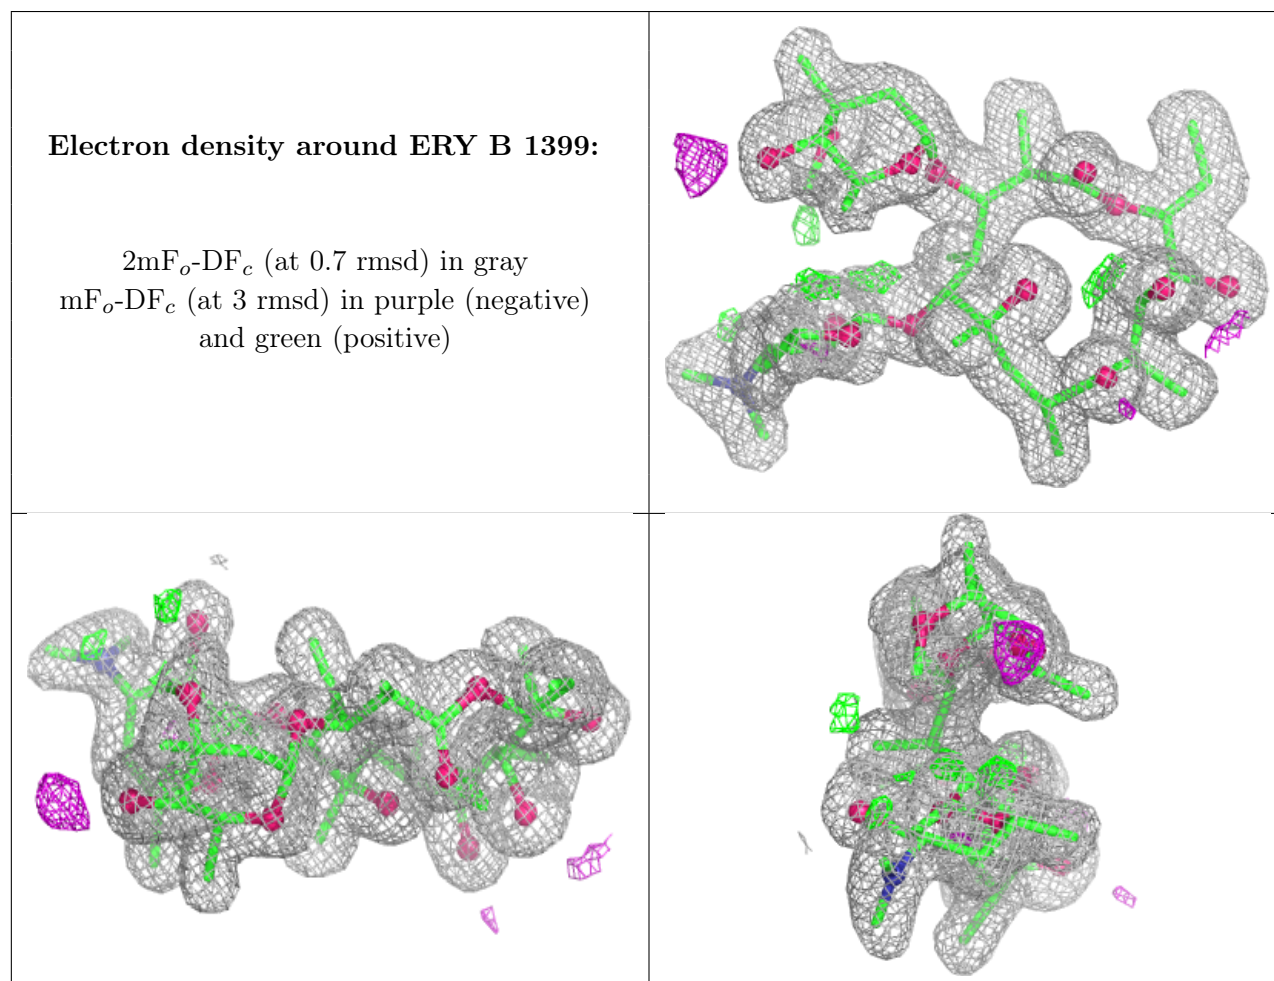 Electron density around ERY B 1399:
2mFo-DFc (at 0.7 rmsd) in gray
mFo-DFc (at 3 rmsd) in purple (negative)
and green (positive)